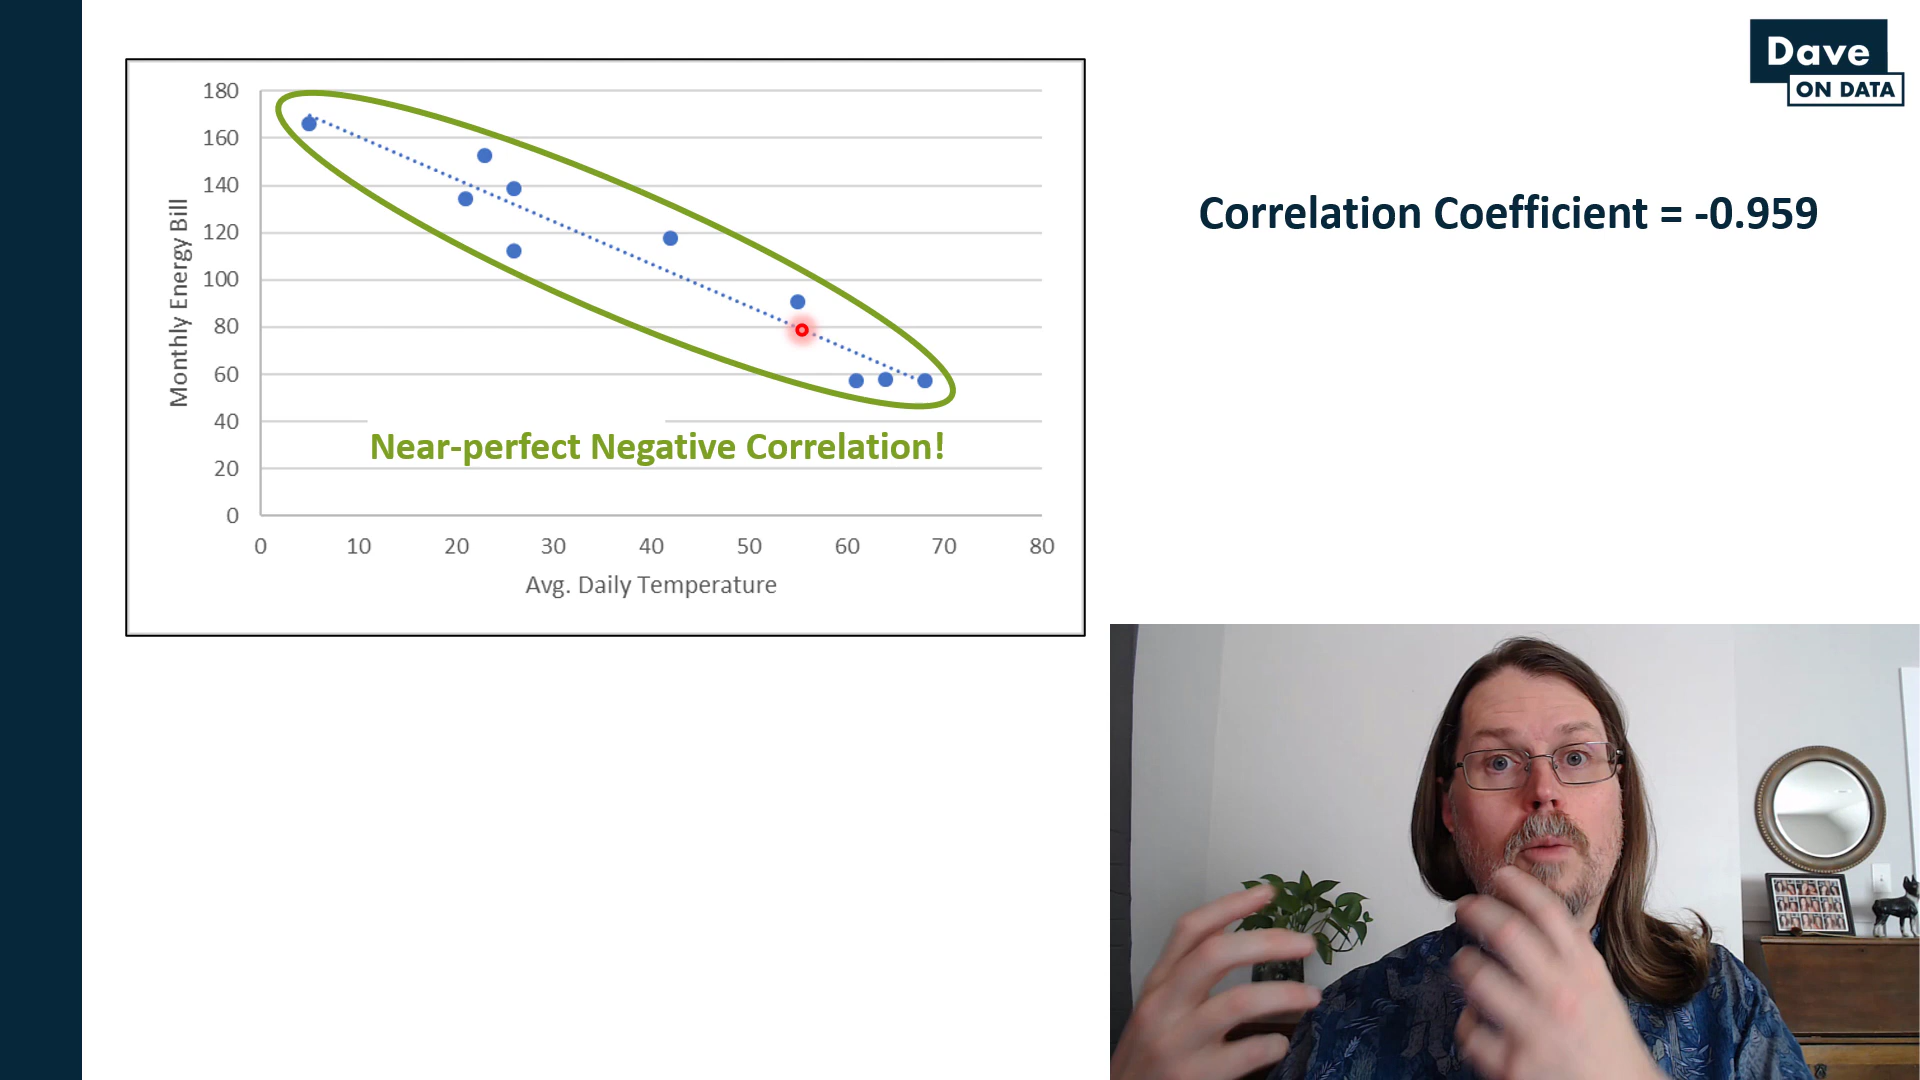 Dave
ON DATA
Correlation Coefficient = -0.959
180
160
140
120
100
80
60
40
20
0
Monthly Energy Bill
Near-perfect Negative Correlation!
0 10 20 30 40 50 60 70 80
Avg. Daily Temperature